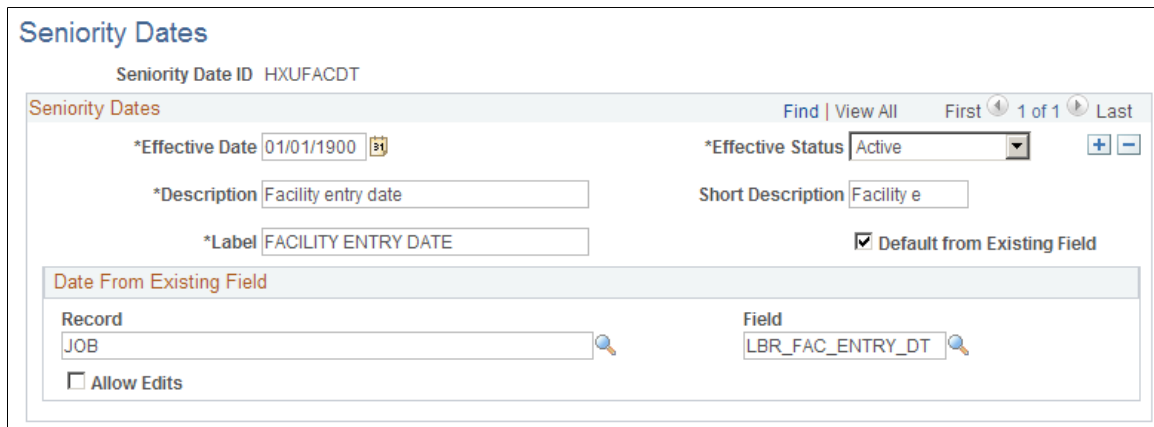 Seniority Dates
Seniority Date ID HXUFACDT
Seniority Dates Find | View All First 1 of 1 Last
*Effective Date 01/01/1900 31 *Effective Status Active
*Description Facility entry date Short Description Facility e
*Label FACILITY ENTRY DATE Default from Existing Field
Date From Existing Field
Record Field
JOB LBR_FAC_ENTRY_DT
Allow Edits